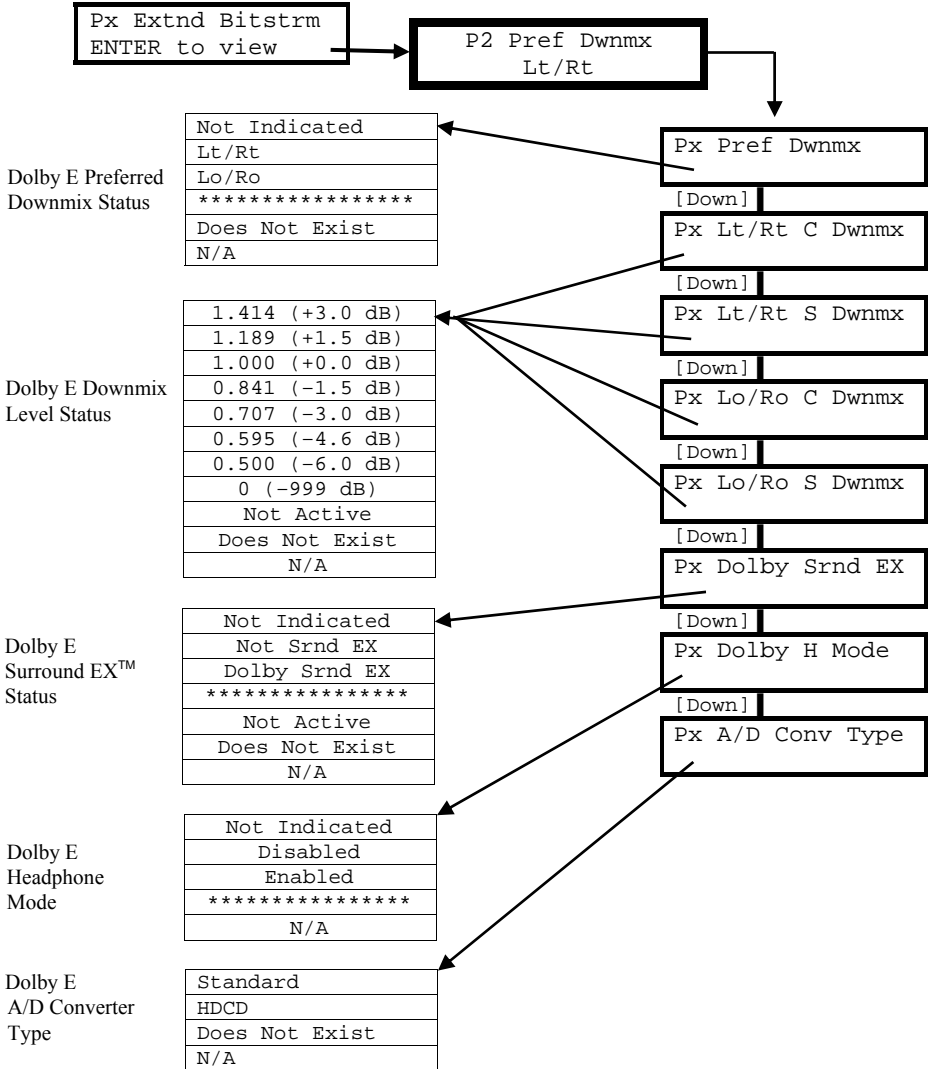 Px Extnd Bitstrm
ENTER to view
P2 Pref Dwnmx
Lt/Rt
Dolby E Preferred
Downmix Status
Not Indicated
Lt/Rt
Lo/Ro
*****************
Does Not Exist
N/A
Dolby E Downmix
Level Status
1.414 (+3.0 dB)
1.189 (+1.5 dB)
1.000 (+0.0 dB)
0.841 (−1.5 dB)
0.707 (−3.0 dB)
0.595 (−4.6 dB)
0.500 (−6.0 dB)
0 (−999 dB)
Not Active
Does Not Exist
N/A
Dolby E
Surround EX™
Status
Not Indicated
Not Srnd EX
Dolby Srnd EX
****************
Not Active
Does Not Exist
N/A
Dolby E
Headphone
Mode
Not Indicated
Disabled
Enabled
****************
N/A
Dolby E
A/D Converter
Type
Standard
HDCD
Does Not Exist
N/A
Px Pref Dwnmx
[Down]
Px Lt/Rt C Dwnmx
[Down]
Px Lt/Rt S Dwnmx
[Down]
Px Lo/Ro C Dwnmx
[Down]
Px Lo/Ro S Dwnmx
[Down]
Px Dolby Srnd EX
[Down]
Px Dolby H Mode
[Down]
Px A/D Conv Type